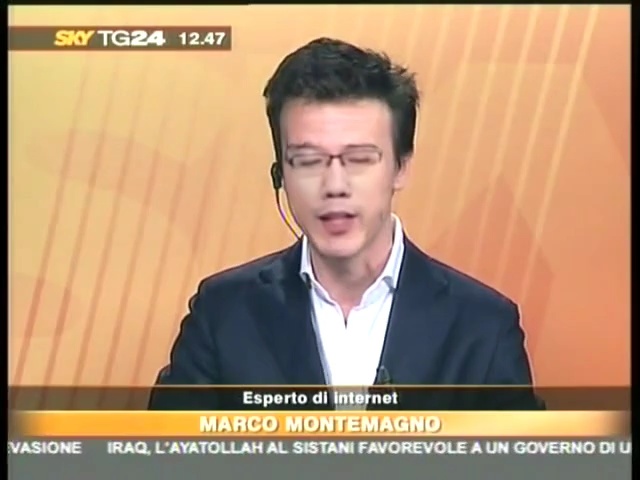 SKY TG24 12.47
Esperto di internet
MARCO MONTEMAGNO
EVASIONE IRAQ, L'AYATOLLAH AL SISTANI FAVOREVOLE A UN GOVERNO DI U